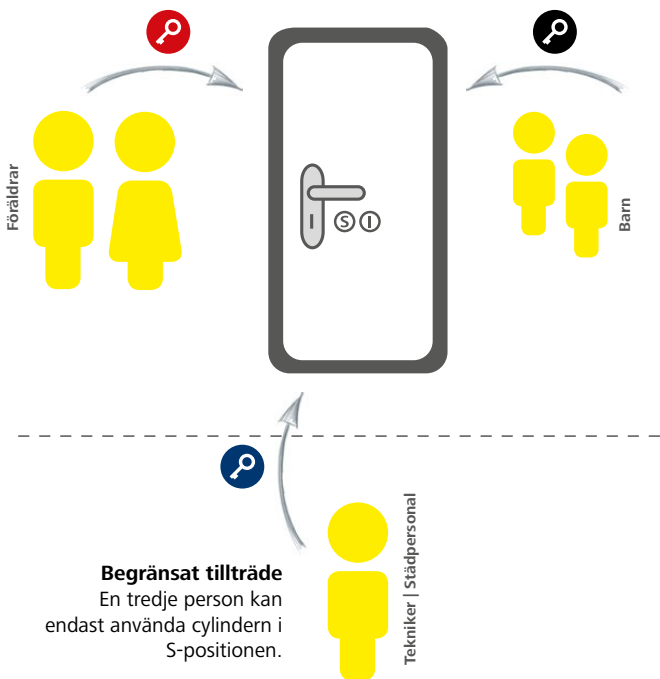 Föräldrar
S I
Barn
Begränsat tillträde
En tredje person kan
endast använda cylindern i
S-positionen.
Tekniker | Städpersonal